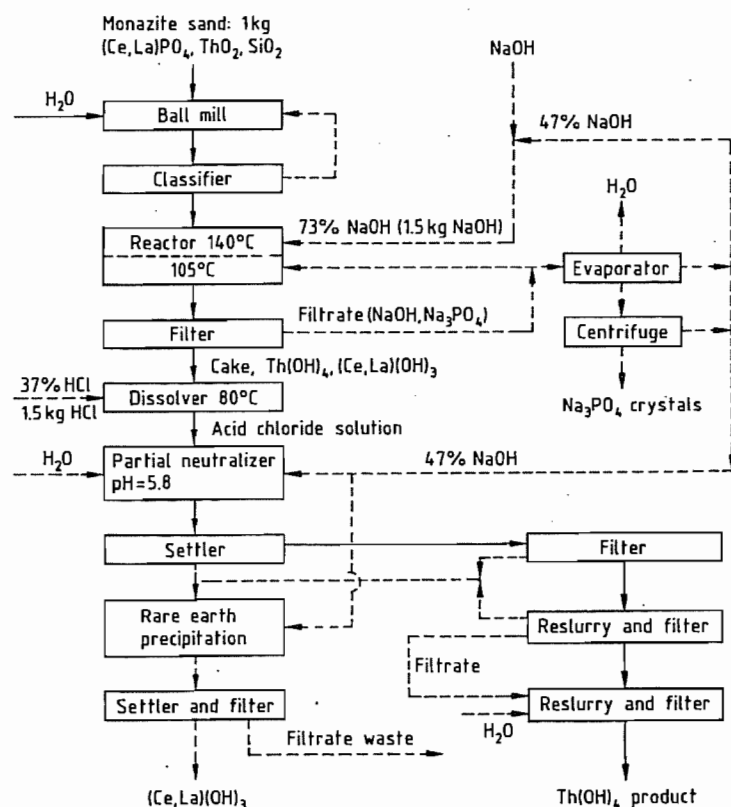 Monazite sand: 1kg
(Ce,La)PO₄, ThO₂, SiO₂
NaOH
H₂O
Ball mill
47% NaOH
Classifier
H₂O
73% NaOH (1.5kg NaOH)
Reactor 140°C
105°C
Evaporator
Filtrate (NaOH, Na₃PO₄)
Filter
Centrifuge
Cake, Th(OH)₄, (Ce,La)(OH)₃
37% HCl
1.5kg HCl
Dissolver 80°C
Na₃PO₄ crystals
Acid chloride solution
H₂O
Partial neutralizer
pH=5.8
47% NaOH
Settler
Filter
Rare earth
precipitation
Reslurry and filter
Filtrate
Settler and filter
Reslurry and filter
H₂O
Filtrate waste
(Ce,La)(OH)₃
Th(OH)₄ product